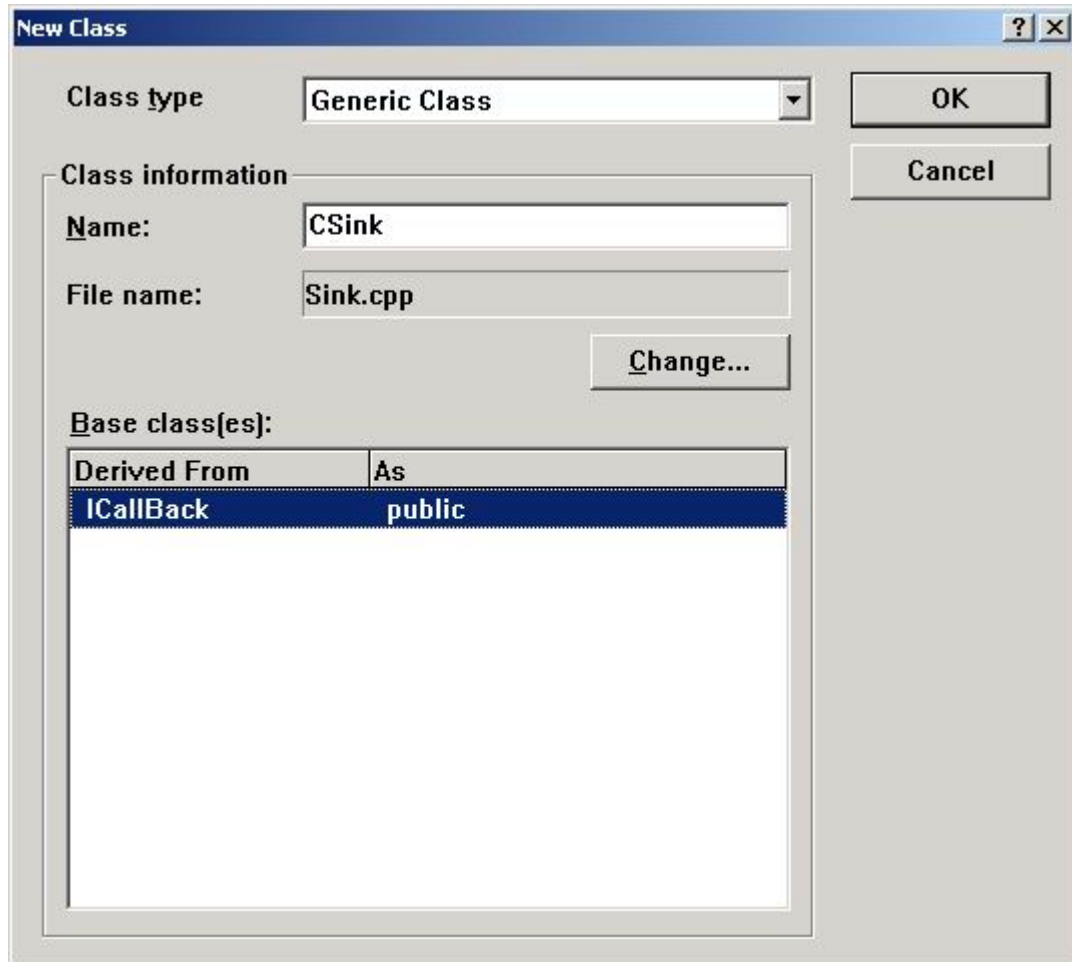 New Class
Class type Generic Class OK
Class information Cancel
Name: CSink
File name: Sink.cpp
Change...
Base class(es):
Derived From As
ICallBack public